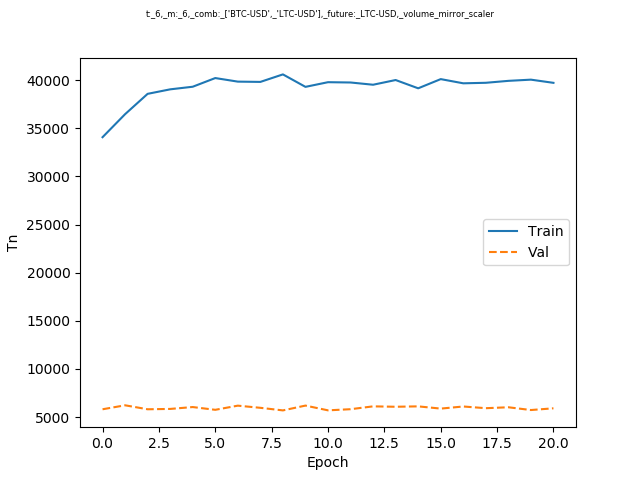 t:_6,_m:_6,_comb:_['BTC-USD',_'LTC-USD'],_future:_LTC-USD,_volume_mirror_scaler
40000
35000
30000
25000
20000
15000
10000
5000
Tn
Train
Val
0.0 2.5 5.0 7.5 10.0 12.5 15.0 17.5 20.0
Epoch